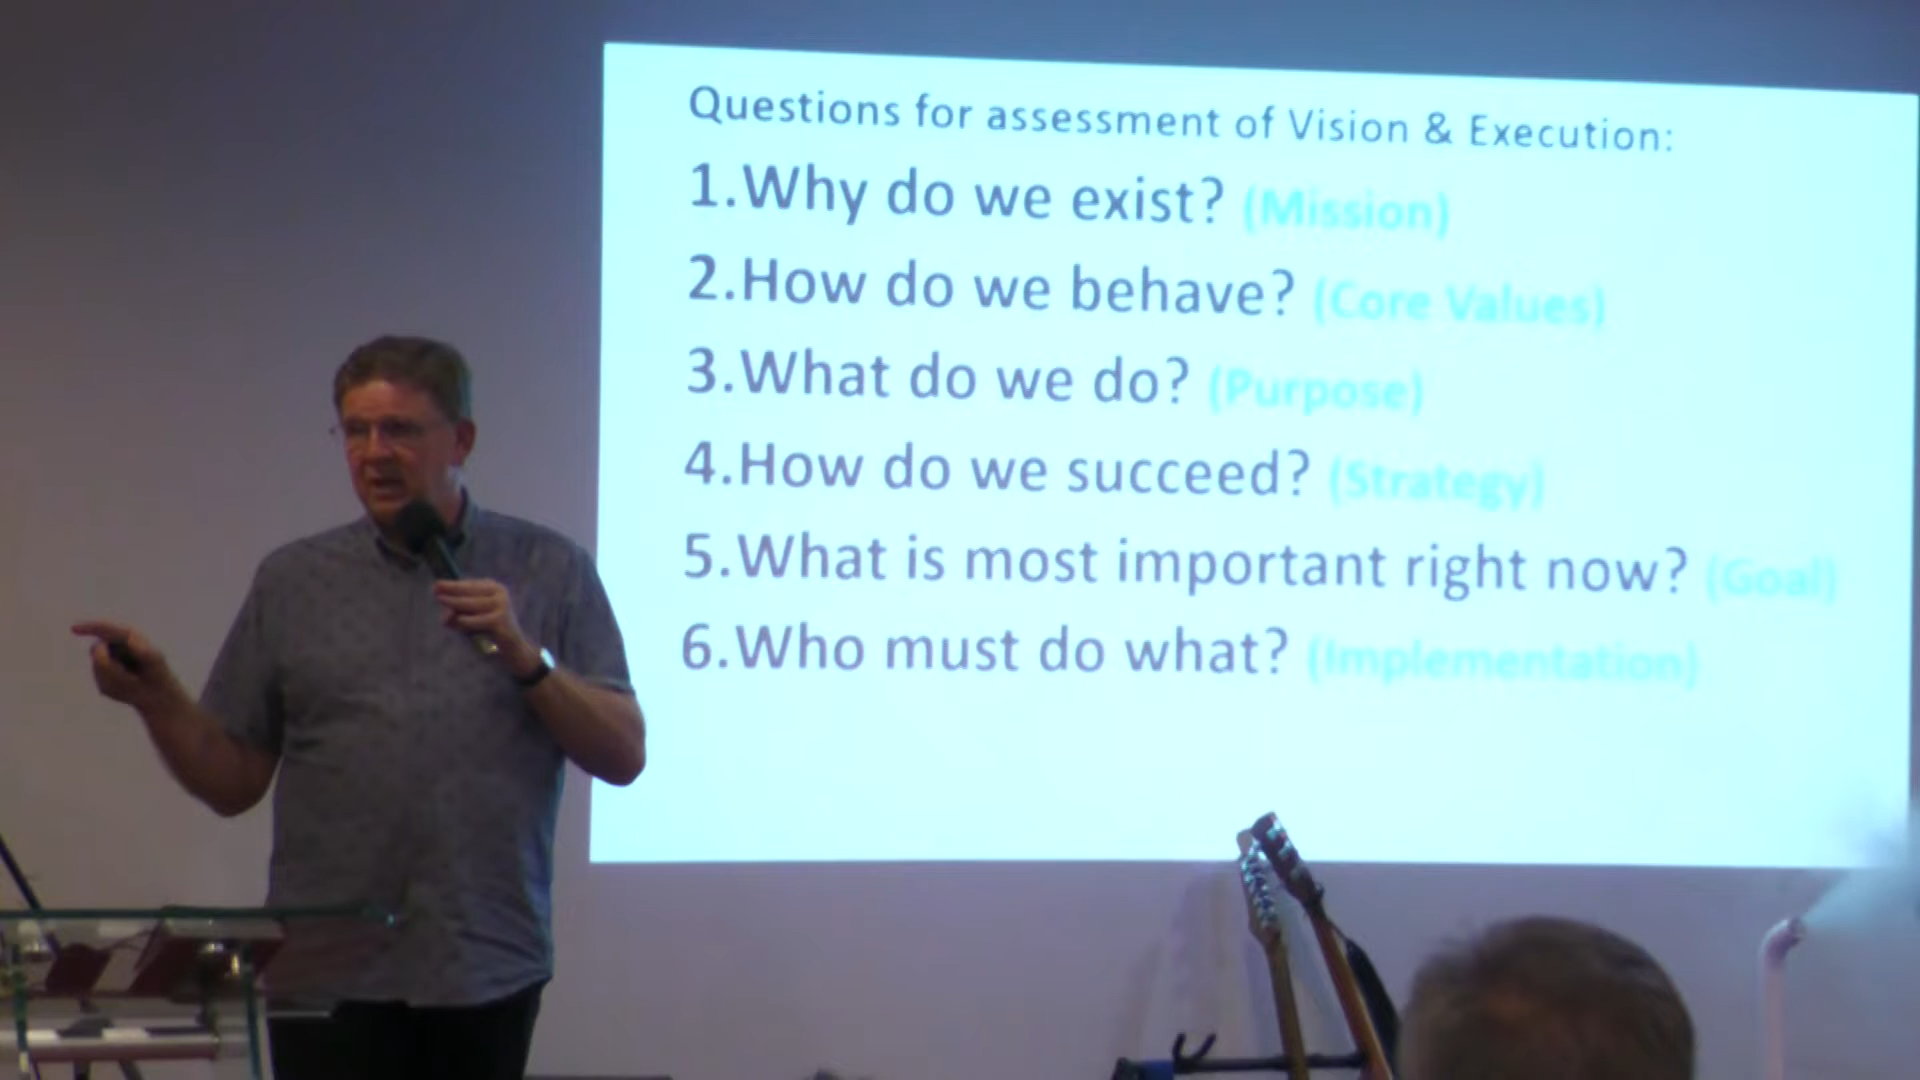 Questions for assessment of Vision & Execution:
1.Why do we exist? (Mission)
2.How do we behave? (Core Values)
3.What do we do? (Purpose)
4.How do we succeed? (Strategy)
5.What is most important right now? (Goal)
6.Who must do what? (Implementation)